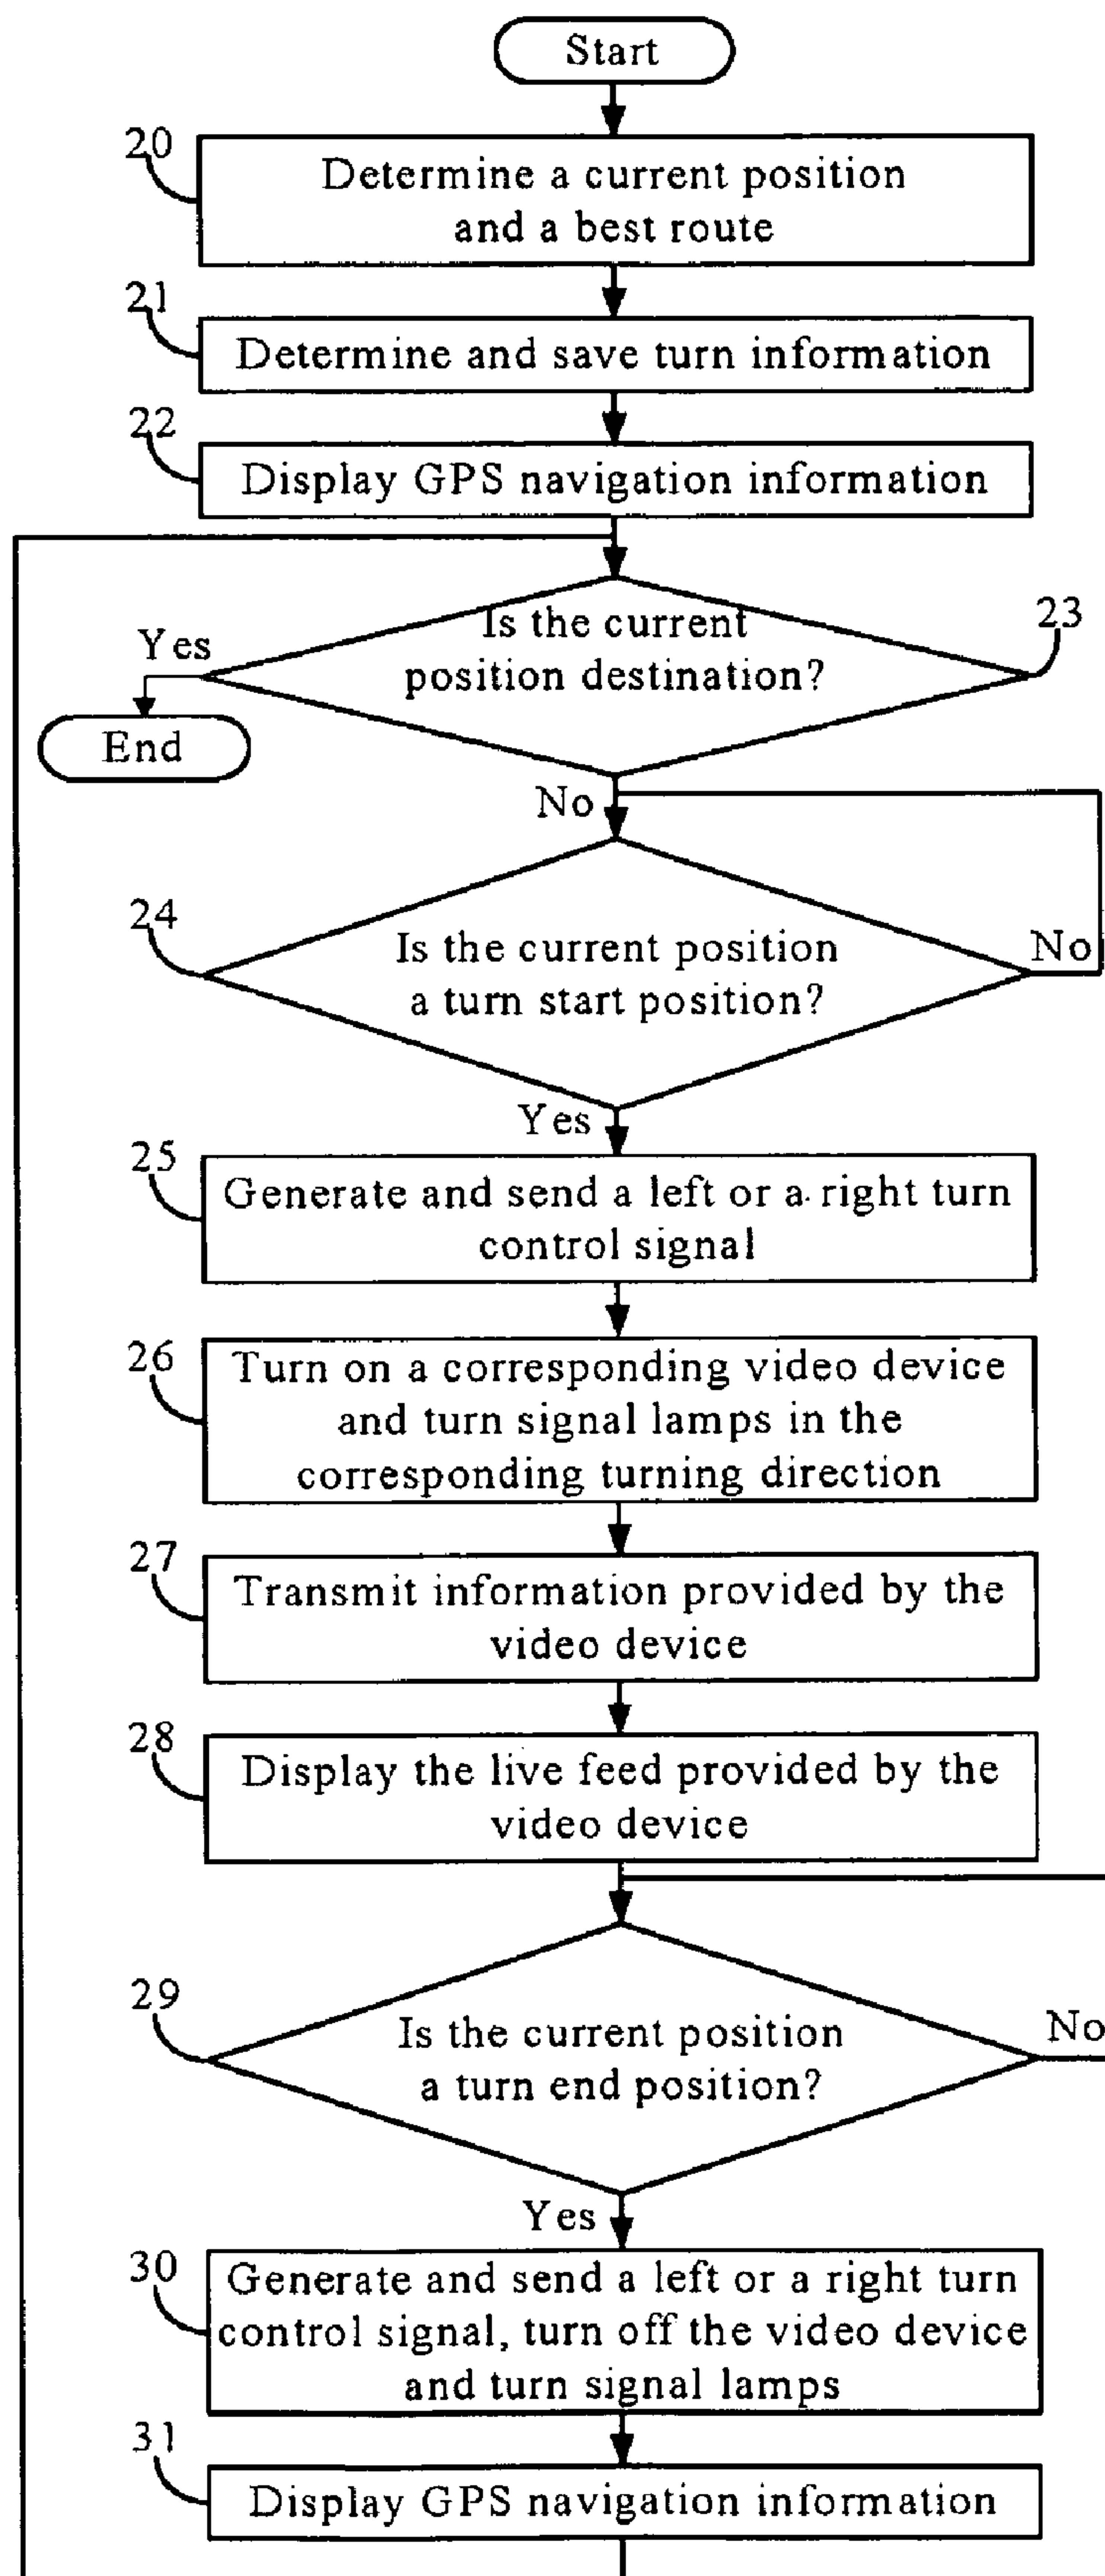 Start
20
Determine a current position
and a best route
21
Determine and save turn information
22
Display GPS navigation information
Is the current
position destination?
23
Yes
End
No
24
Is the current position
a turn start position?
No
Yes
25
Generate and send a left or a right turn
control signal
26
Turn on a corresponding video device
and turn signal lamps in the
corresponding turning direction
27
Transmit information provided by the
video device
28
Display the live feed provided by the
video device
29
Is the current position
a turn end position?
No
Yes
30
Generate and send a left or a right turn
control signal, turn off the video device
and turn signal lamps
31
Display GPS navigation information